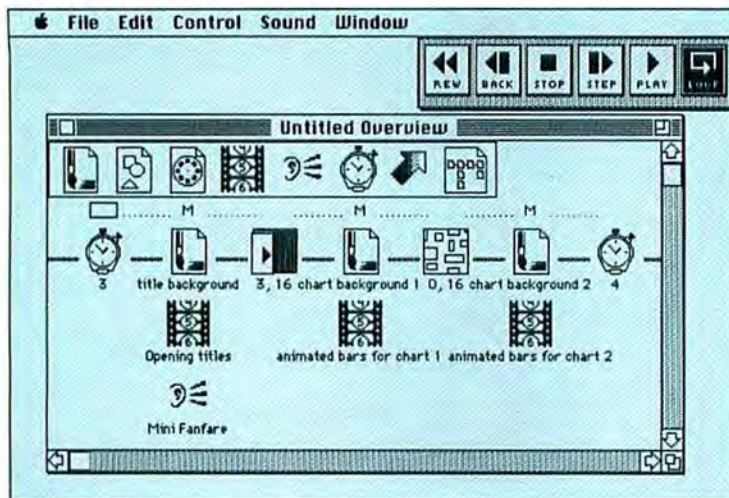 File Edit Control Sound Window
REW BACK STOP STEP PLAY LOOP
Untitled Overview
M M M
3 title background 3, 16 chart background 1 0, 16 chart background 2 4
Opening titles animated bars for chart 1 animated bars for chart 2
Mini Fanfare